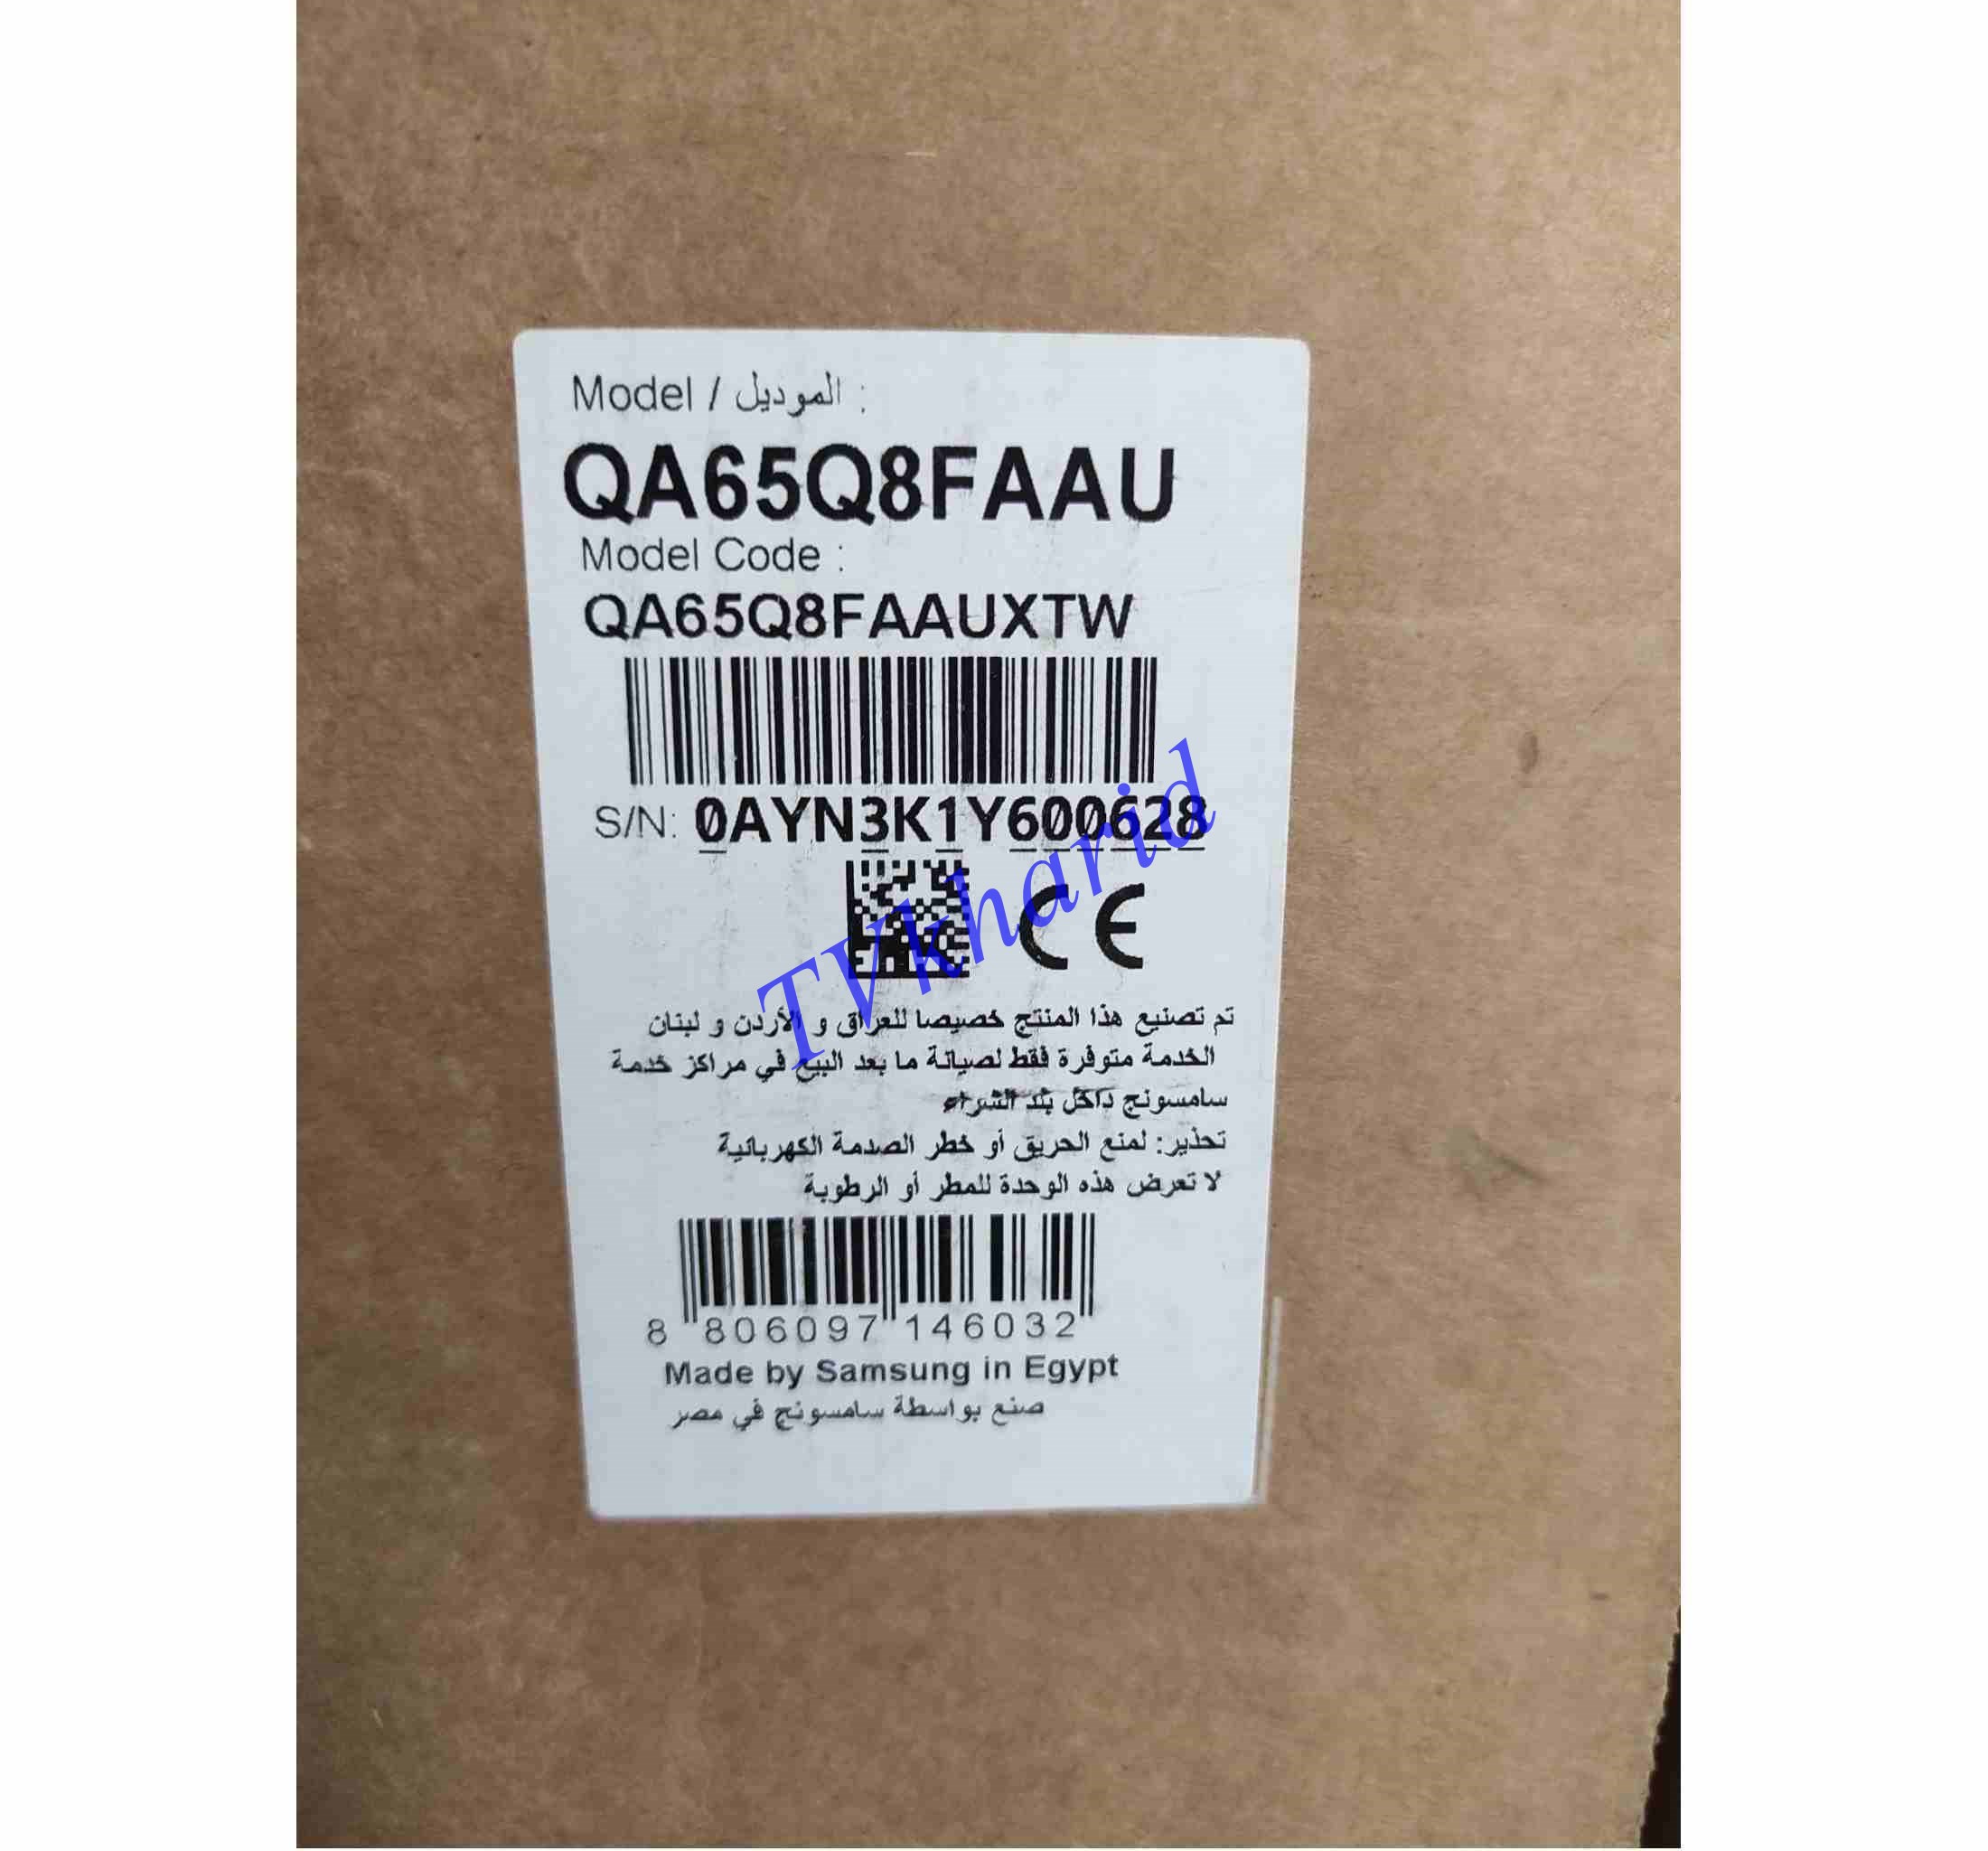 Model / الموديل :
QA65Q8FAAU
Model Code :
QA65Q8FAAUXTW
S/N: 0AYN3K1Y600628
CE
TVkharid
تم تصنيع هذا المنتج خصيصا للعراق و الأردن و لبنان
الخدمة متوفرة فقط لصيانة ما بعد البيع في مراكز خدمة
سامسونج داخل بلد الشراء
تحذير: لمنع الحريق أو خطر الصدمة الكهربائية
لا تعرض هذه الوحدة للمطر أو الرطوبة
8 806097 146032
Made by Samsung in Egypt
صنع بواسطة سامسونج في مصر